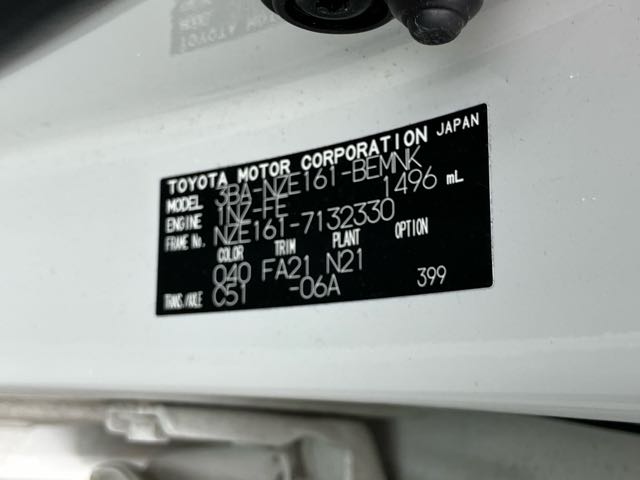 TOYOTA MOTOR CORPORATION JAPAN
MODEL 3BA-NZE161-BEMNK
ENGINE 1NZ-FE 1496 mL
FRAME No. NZE161-7132330
COLOR TRIM PLANT OPTION
040 FA21 N21
TRANS./AXLE C51 -06A 399